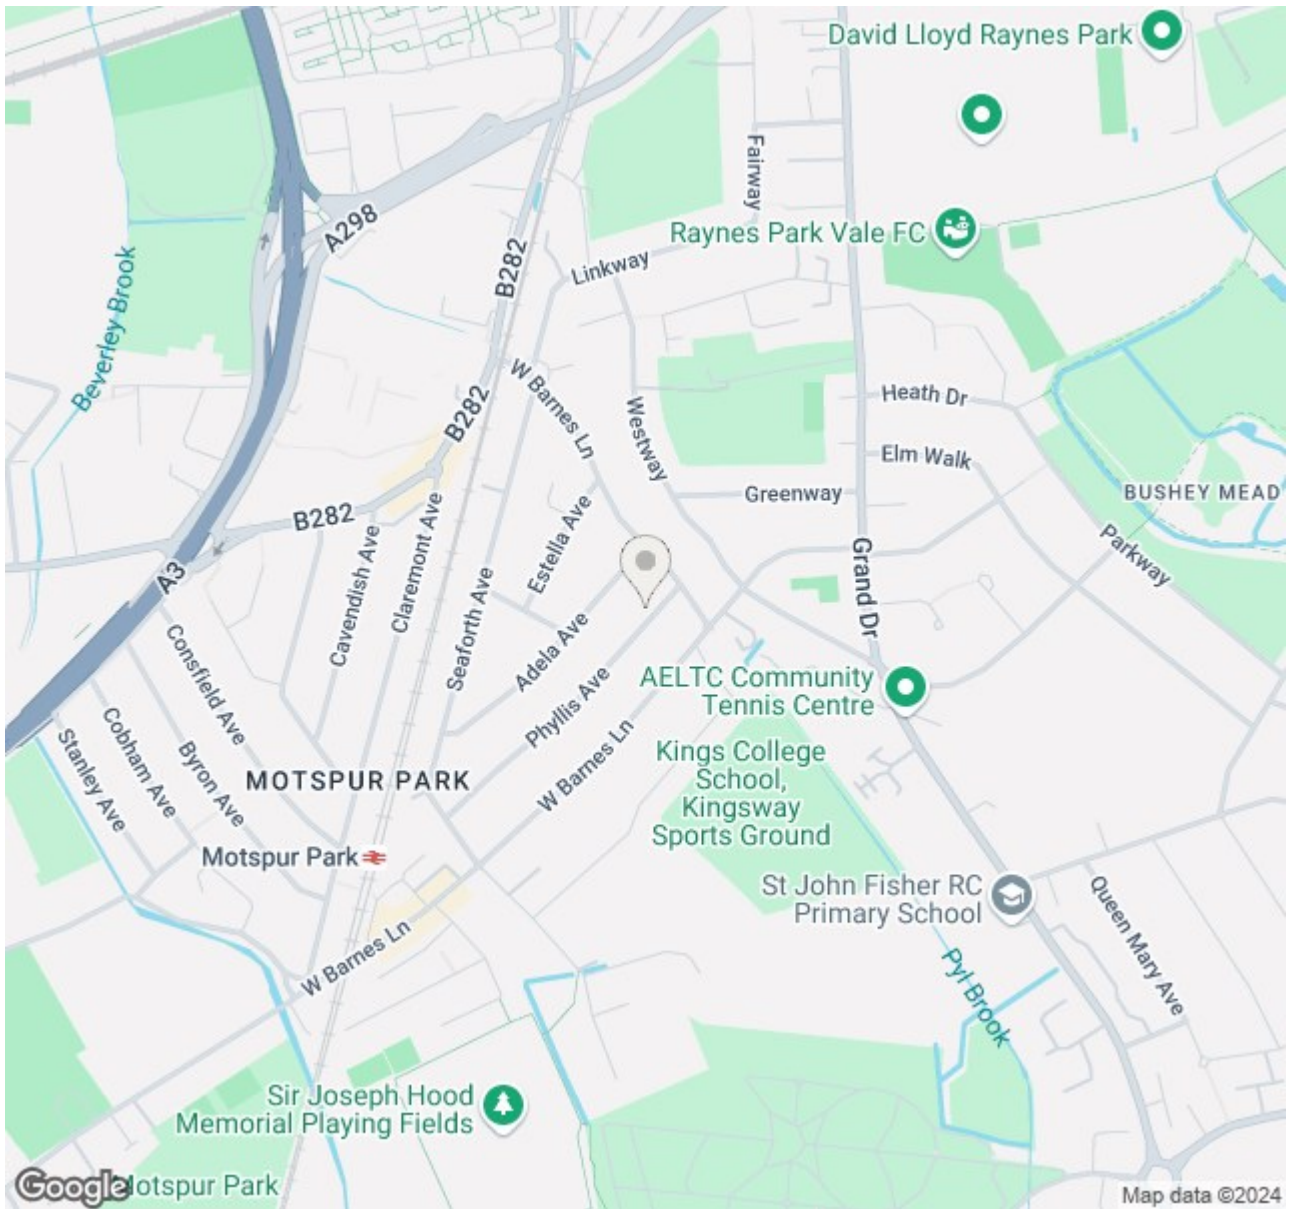 David Lloyd Raynes Park
Fairway
A298
Raynes Park Vale FC
B282
Linkway
Beverley Brook
W Barnes Ln
Heath Dr
B282
Westway
Elm Walk
BUSHEY MEAD
Greenway
B282
Estella Ave
Claremont Ave
Cavendish Ave
Parkway
Grand Dr
A3
Seaforth Ave
Adela Ave
Consfield Ave
AELTC Community
Tennis Centre
Phyllis Ave
Cobham Ave
Stanley Ave
Byron Ave
W Barnes Ln
Kings College
School,
Kingsway
Sports Ground
MOTSPUR PARK
Motspur Park
St John Fisher RC
Primary School
Queen Mary Ave
W Barnes Ln
Pyl Brook
Sir Joseph Hood
Memorial Playing Fields
Google
Motspur Park
Map data ©2024